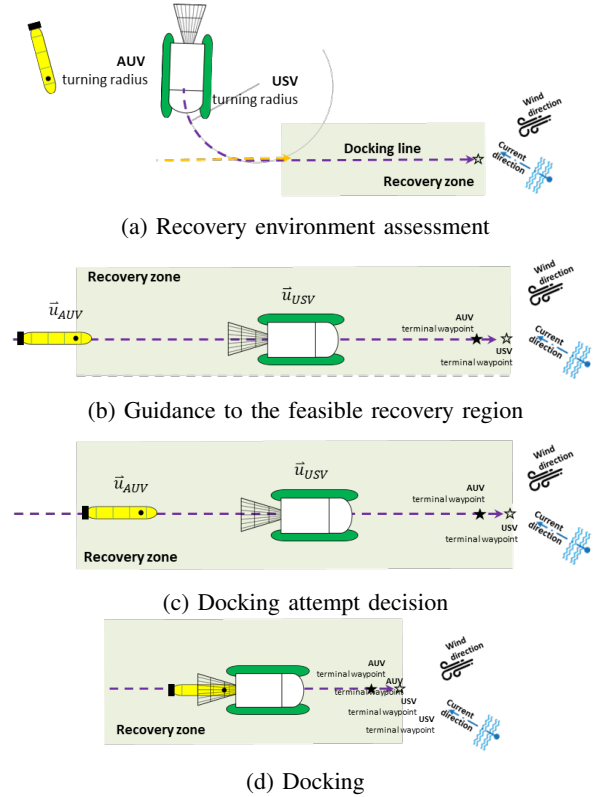 AUV
turning radius
USV
turning radius
Docking line
Recovery zone
Wind
direction
Current
direction
(a) Recovery environment assessment
Recovery zone
u⃗AUV
u⃗USV
AUV
terminal waypoint
USV
terminal waypoint
Wind
direction
Current
direction
(b) Guidance to the feasible recovery region
u⃗AUV
u⃗USV
AUV
terminal waypoint
USV
terminal waypoint
Recovery zone
Wind
direction
Current
direction
(c) Docking attempt decision
AUV
terminal waypoint
AUV
terminal waypoint
USV
terminal waypoint
USV
terminal waypoint
Recovery zone
Wind
direction
Current
direction
(d) Docking